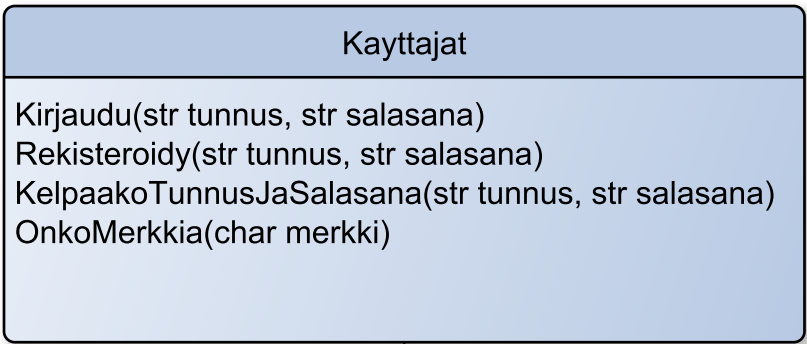 Kayttajat
Kirjaudu(str tunnus, str salasana)
Rekisteroidy(str tunnus, str salasana)
KelpaakoTunnusJaSalasana(str tunnus, str salasana)
OnkoMerkkia(char merkki)